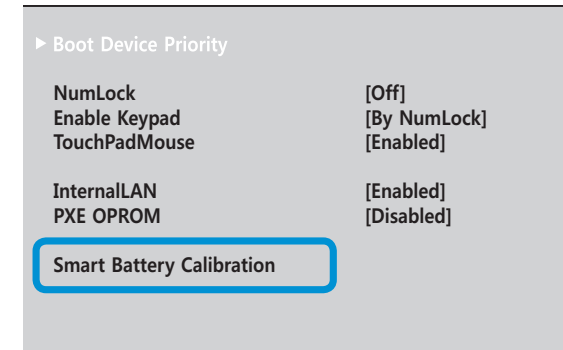 ▶ Boot Device Priority
NumLock [Off]
Enable Keypad [By NumLock]
TouchPadMouse [Enabled]
InternalLAN [Enabled]
PXE OPROM [Disabled]
Smart Battery Calibration